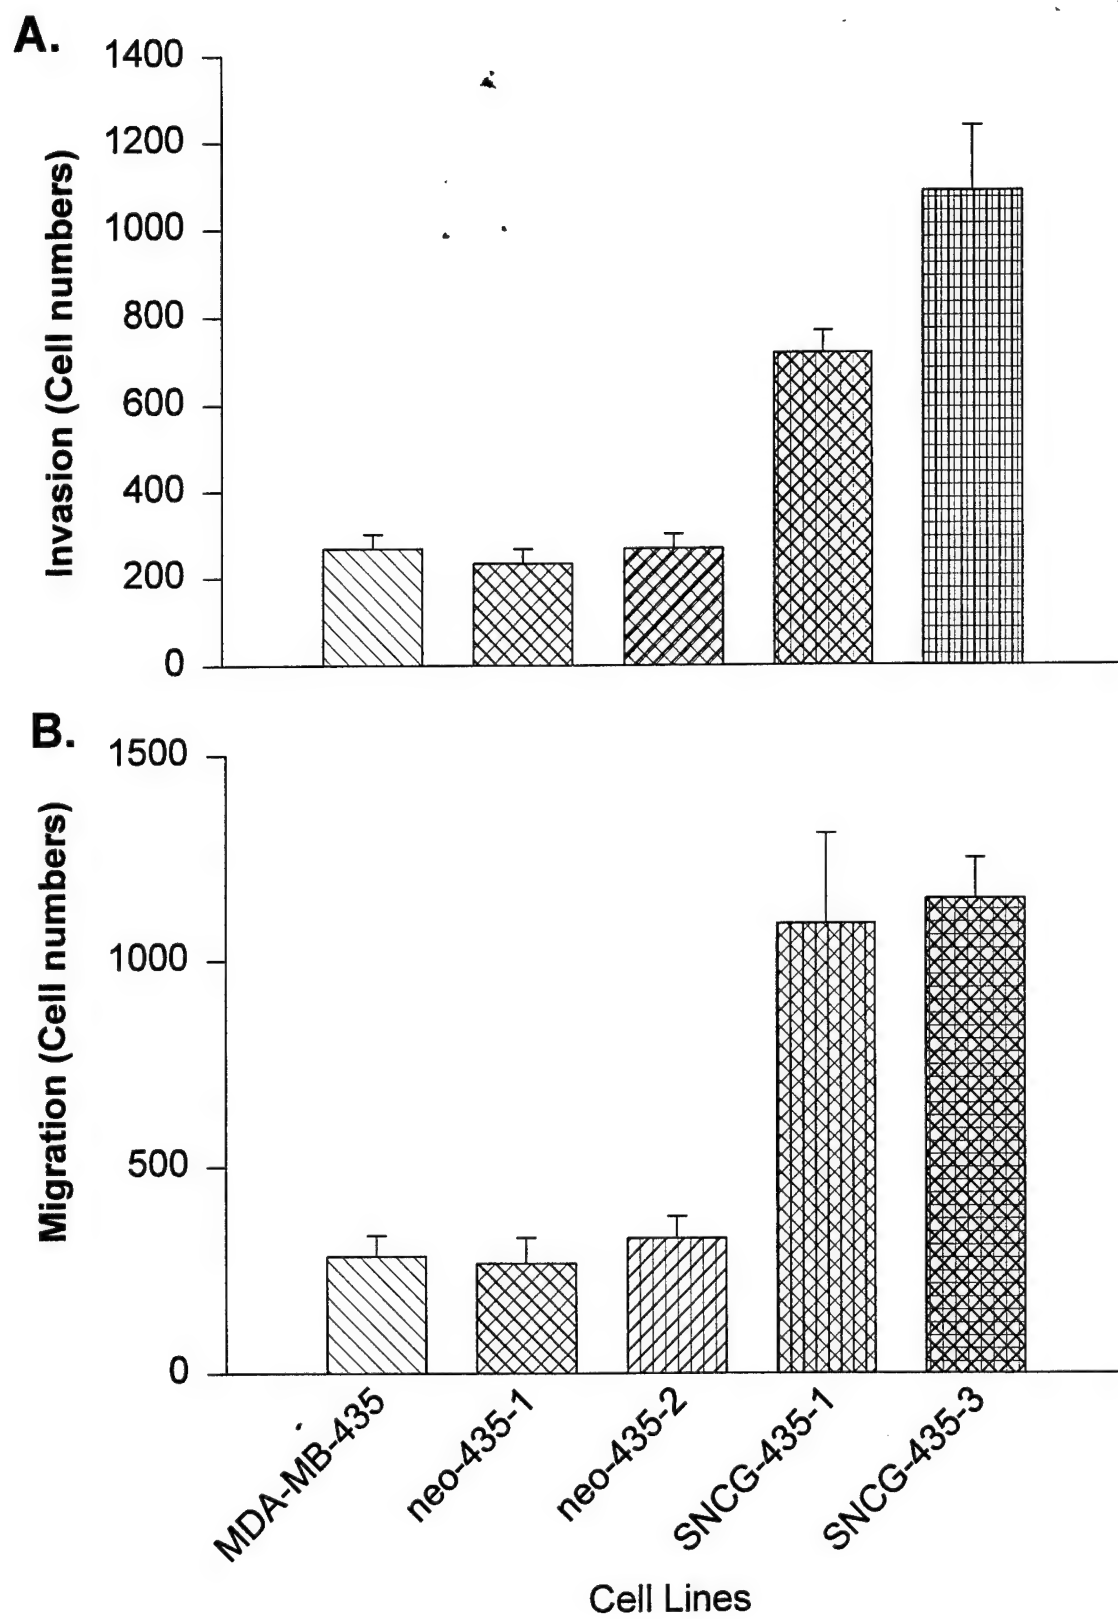 A.
1400
1200
1000
800
600
400
200
0
Invasion (Cell numbers)
B.
1500
1000
500
0
Migration (Cell numbers)
MDA-MB-435
neo-435-1
neo-435-2
SNCG-435-1
SNCG-435-3
Cell Lines